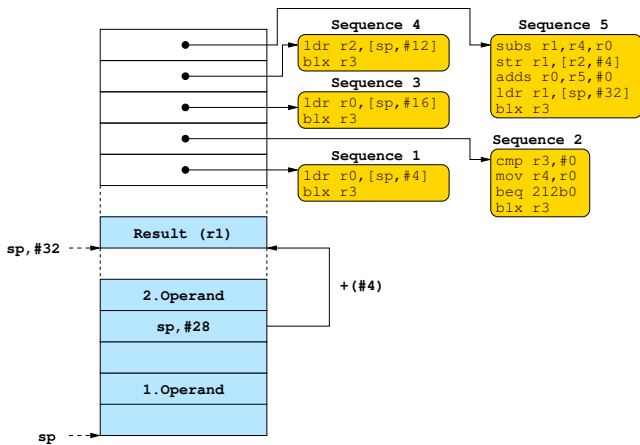 Sequence 4
ldr r2,[sp,#12]
blx r3
Sequence 5
subs r1,r4,r0
str r1,[r2,#4]
adds r0,r5,#0
ldr r1,[sp,#32]
blx r3
Sequence 3
ldr r0,[sp,#16]
blx r3
Sequence 2
cmp r3,#0
mov r4,r0
beq 212b0
blx r3
Sequence 1
ldr r0,[sp,#4]
blx r3
Result (r1)
sp,#32
+(#4)
2.Operand
sp,#28
1.Operand
sp